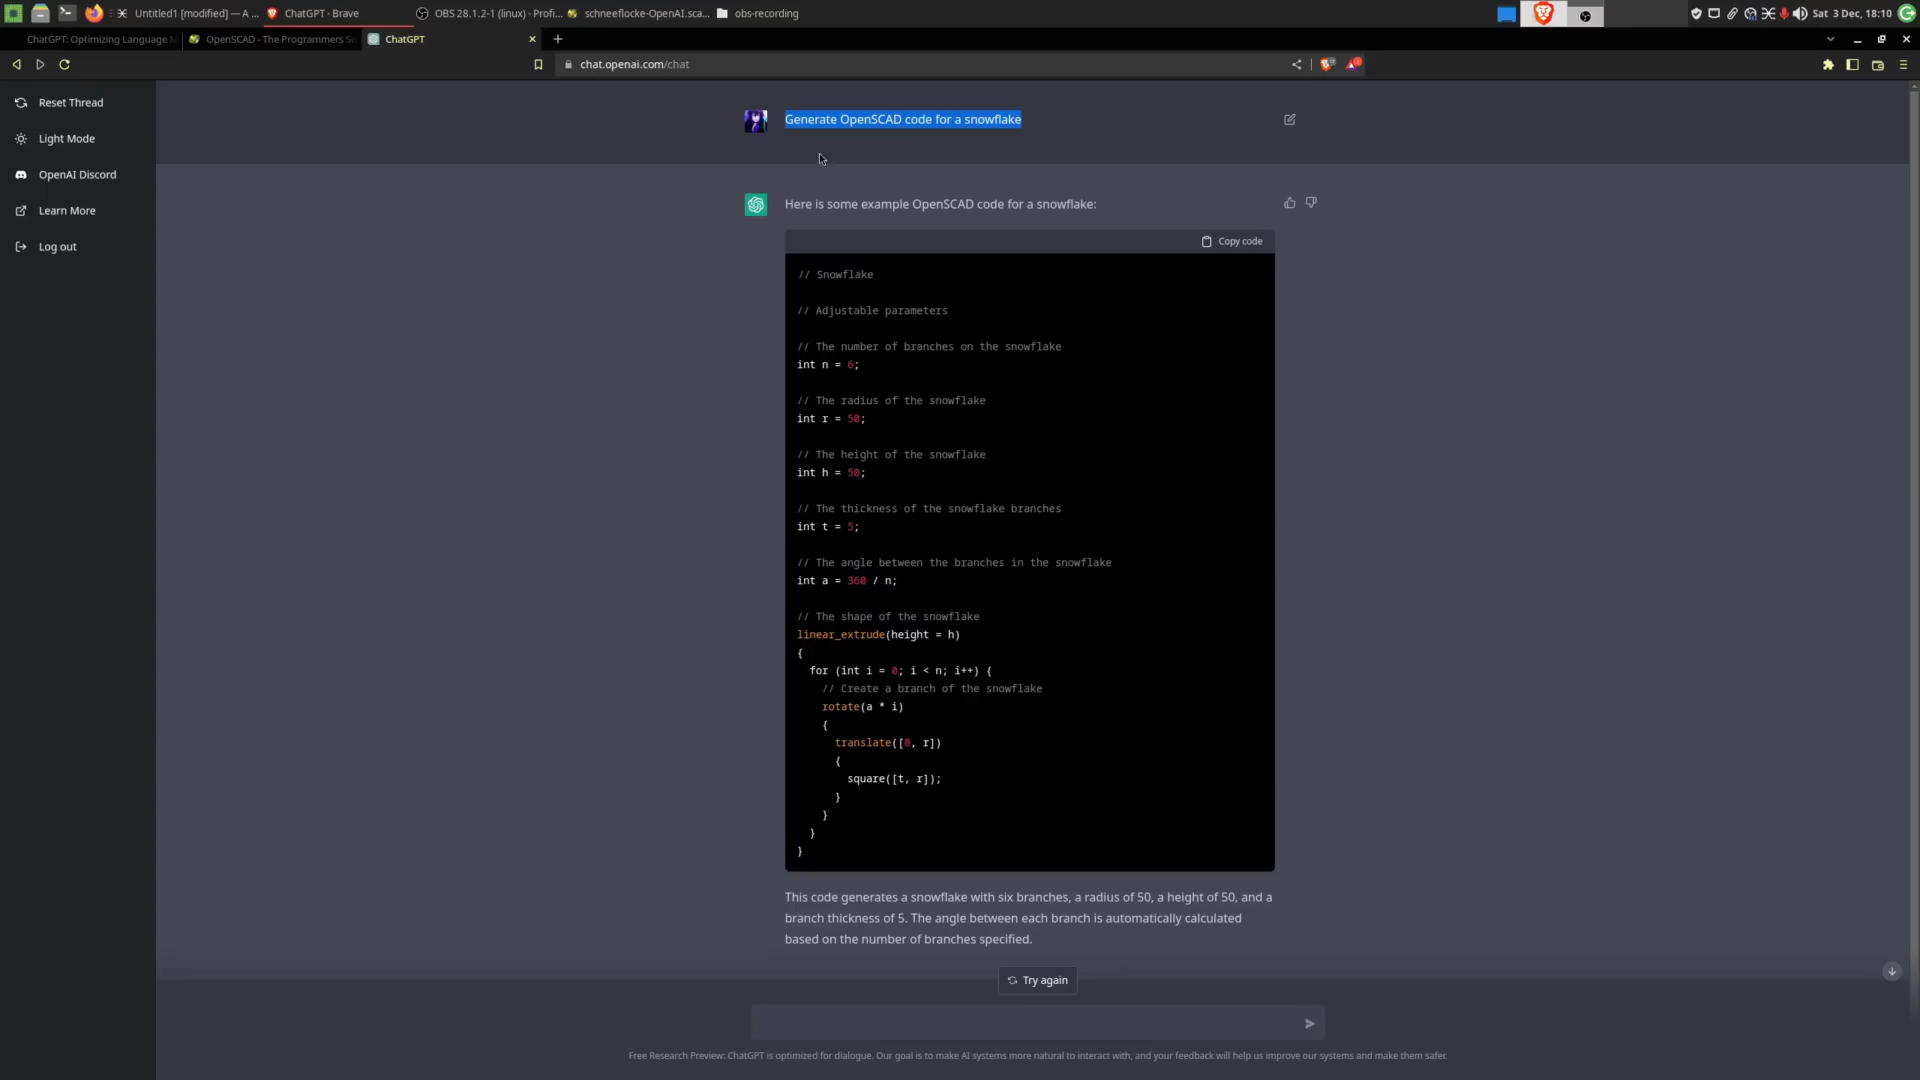 Untitled1 [modified] — A ...
ChatGPT - Brave
OBS 28.1.2-1 (linux) - Profi...
schneeflocke-OpenAI.sca...
obs-recording
Sat 3 Dec, 18:10
ChatGPT: Optimizing Language M
OpenSCAD - The Programmers S
ChatGPT
chat.openai.com/chat
Reset Thread
Light Mode
OpenAI Discord
Learn More
Log out
Generate OpenSCAD code for a snowflake
Here is some example OpenSCAD code for a snowflake:
Copy code
// Snowflake
// Adjustable parameters
// The number of branches on the snowflake
int n = 6;
// The radius of the snowflake
int r = 50;
// The height of the snowflake
int h = 50;
// The thickness of the snowflake branches
int t = 5;
// The angle between the branches in the snowflake
int a = 360 / n;
// The shape of the snowflake
linear_extrude(height = h)
{
for (int i = 0; i < n; i++) {
// Create a branch of the snowflake
rotate(a * i)
{
translate([0, r])
{
square([t, r]);
}
}
}
}
This code generates a snowflake with six branches, a radius of 50, a height of 50, and a
branch thickness of 5. The angle between each branch is automatically calculated
based on the number of branches specified.
Try again
Free Research Preview: ChatGPT is optimized for dialogue. Our goal is to make AI systems more natural to interact with, and your feedback will help us improve our systems and make them safer.